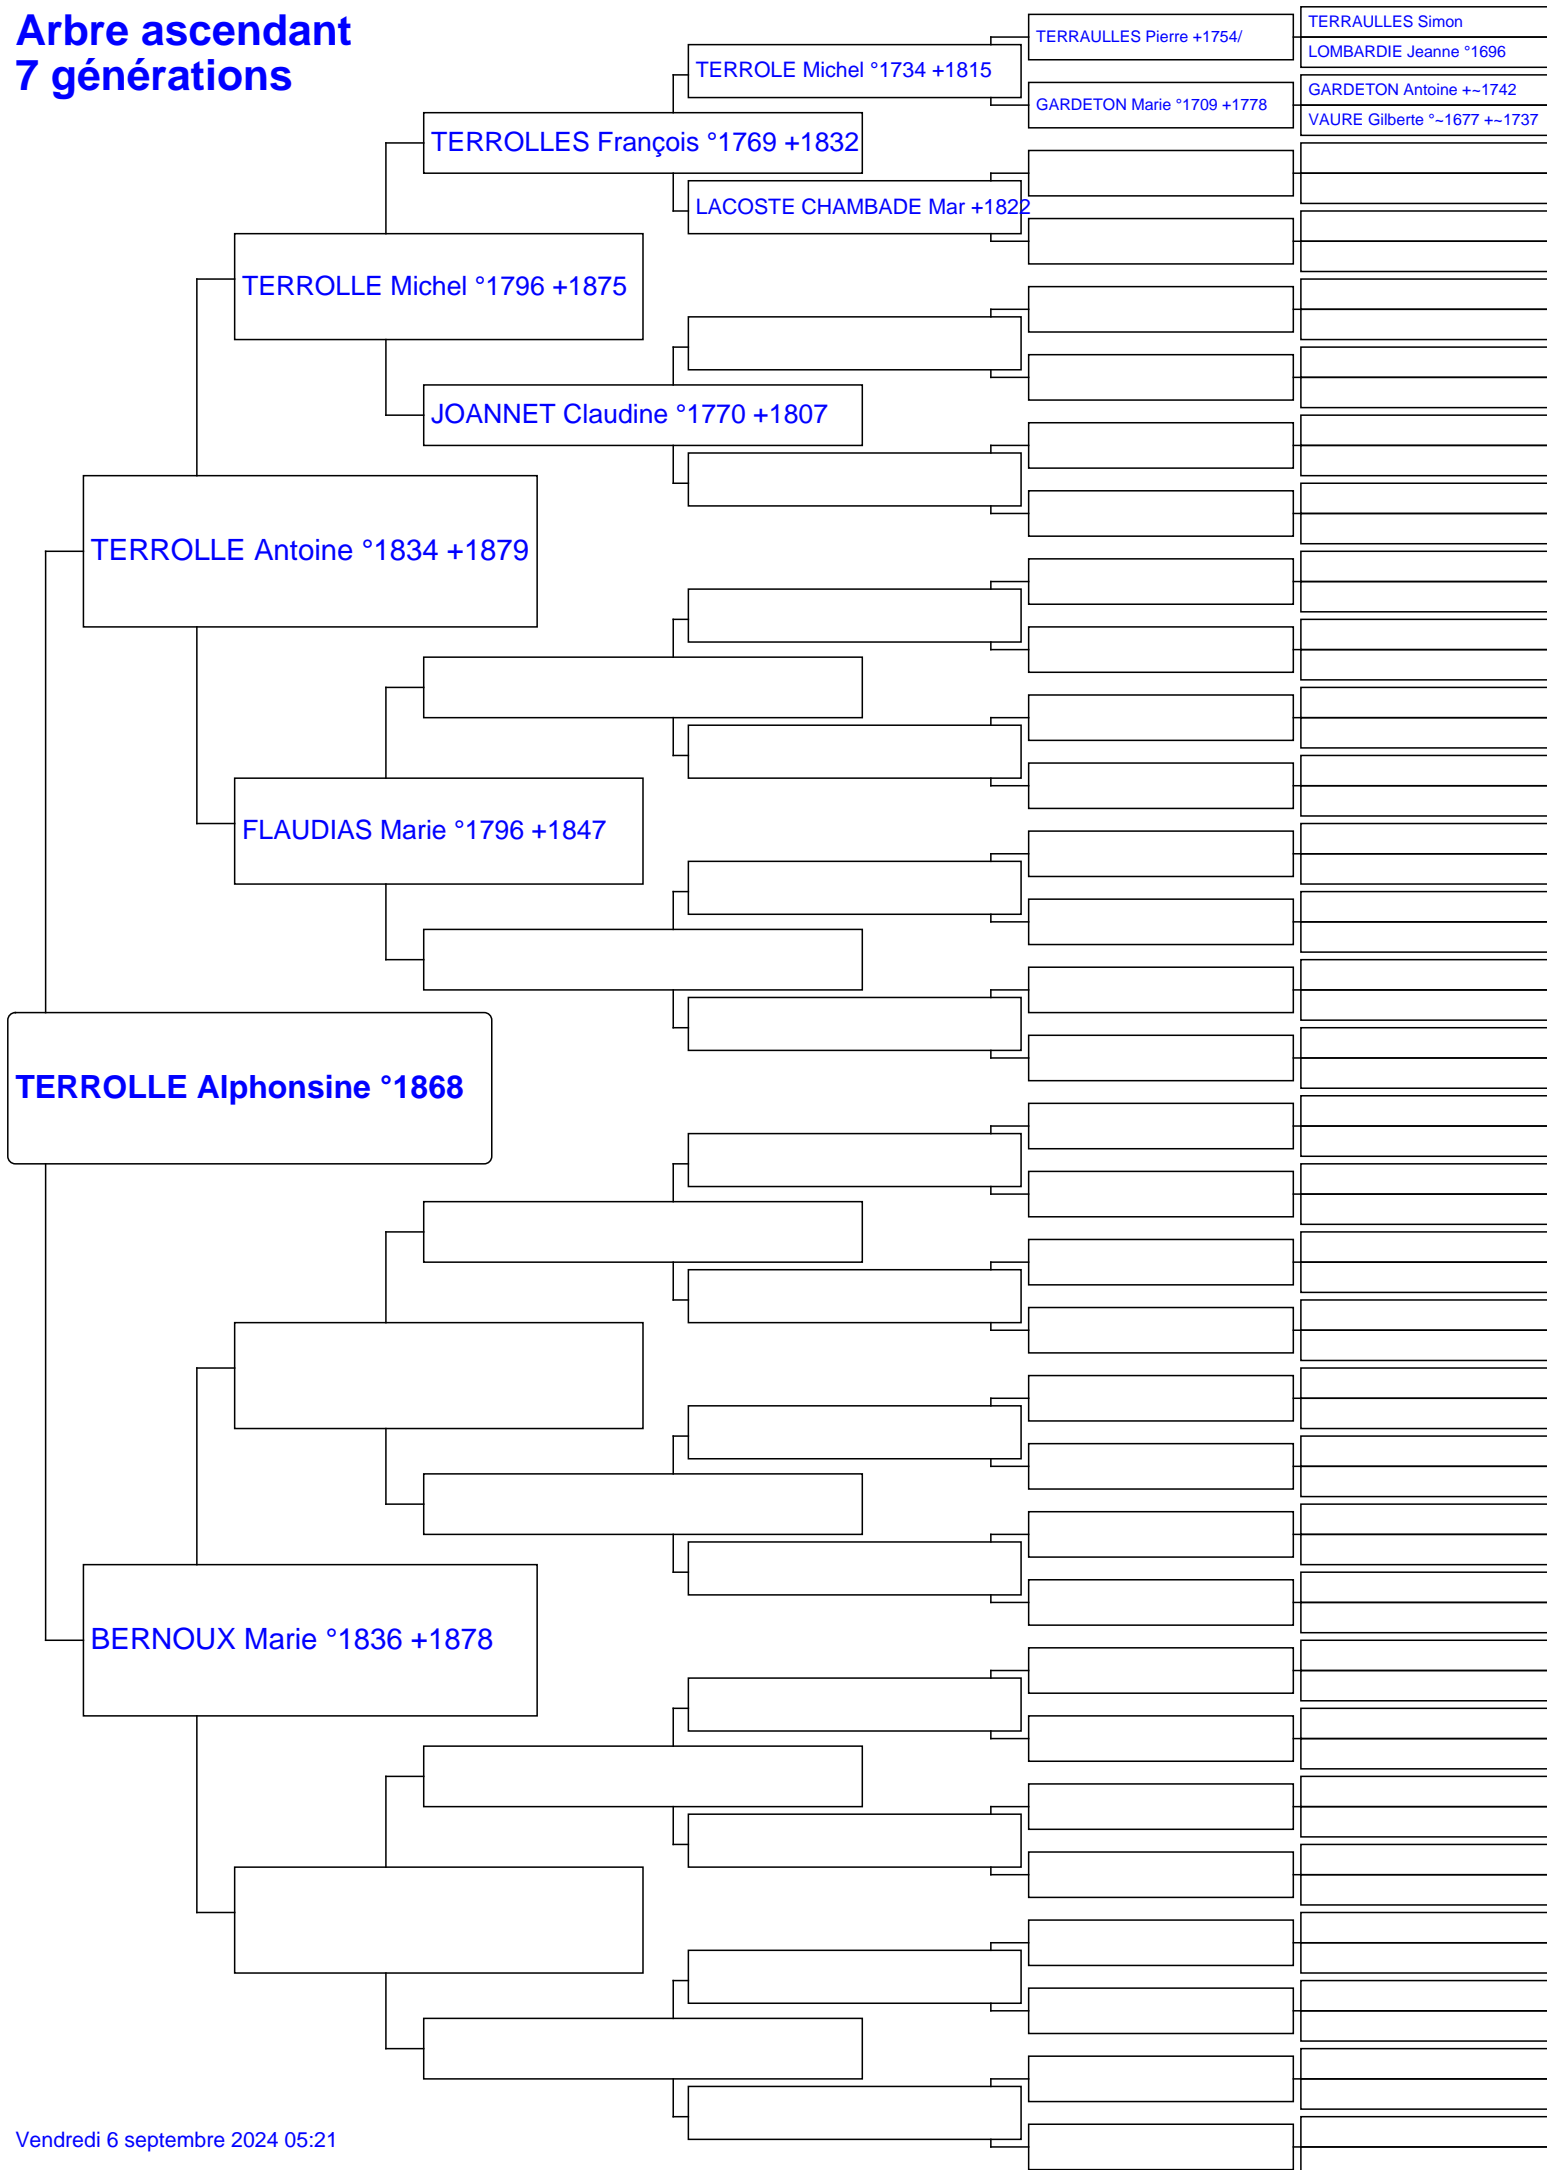 Arbre ascendant
7 générations
TERRAULLES Simon
TERRAULLES Pierre +1754/
LOMBARDIE Jeanne °1696
TERROLE Michel °1734 +1815
GARDETON Antoine +~1742
GARDETON Marie °1709 +1778
VAURE Gilberte °~1677 +~1737
TERROLLES François °1769 +1832
LACOSTE CHAMBADE Mar +1822
TERROLLE Michel °1796 +1875
JOANNET Claudine °1770 +1807
TERROLLE Antoine °1834 +1879
FLAUDIAS Marie °1796 +1847
TERROLLE Alphonsine °1868
BERNOUX Marie °1836 +1878
Vendredi 6 septembre 2024 05:21